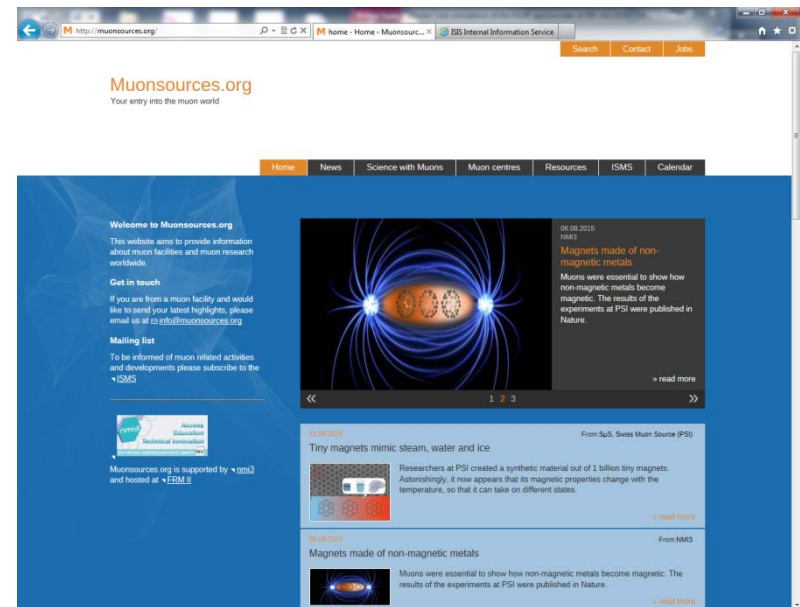 http://muonsources.org/
home - Home - Muonsourc...
ISIS Internal Information Service
Search Contact Jobs
Muonsources.org
Your entry into the muon world
Home News Science with Muons Muon centres Resources ISMS Calendar
Welcome to Muonsources.org
This website aims to provide information
about muon facilities and muon research
worldwide.
Get in touch
If you are from a muon facility and would
like to send your latest highlights, please
email us at info@muonsources.org
Mailing list
To be informed of muon related activities
and developments please subscribe to the
ISMS
nmi3
Access
Education
Technical Innovation
Muonsources.org is supported by nmi3
and hosted at FRM II
06.08.2015
NMI3
Magnets made of non-
magnetic metals
Muons were essential to show how
non-magnetic metals become
magnetic. The results of the
experiments at PSI were published in
Nature.
» read more
« 1 2 3 »
21.08.2015 From:SμS, Swiss Muon Source (PSI)
Tiny magnets mimic steam, water and ice
Researchers at PSI created a synthetic material out of 1 billion tiny magnets.
Astonishingly, it now appears that its magnetic properties change with the
temperature, so that it can take on different states.
» read more
06.08.2015 From:NMI3
Magnets made of non-magnetic metals
Muons were essential to show how non-magnetic metals become magnetic. The
results of the experiments at PSI were published in Nature.
» read more